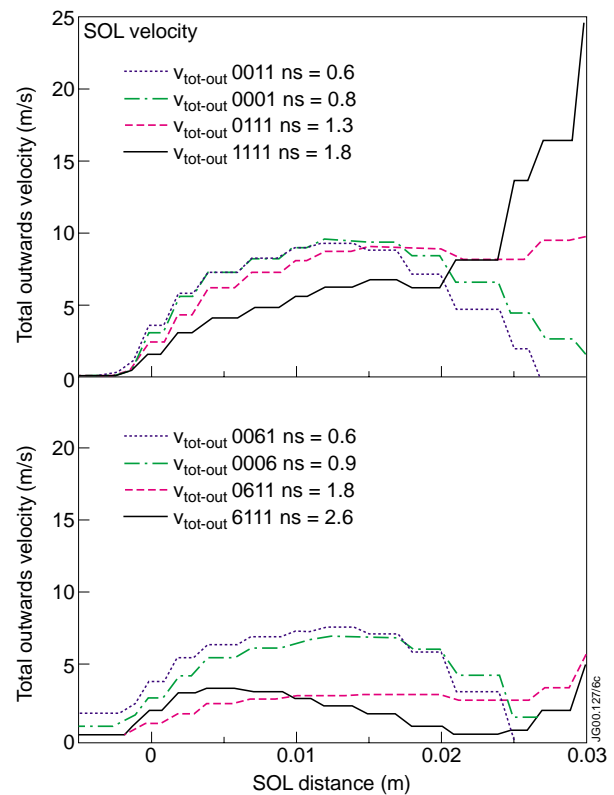 25
SOL velocity
vtot-out 0011 ns = 0.6
vtot-out 0001 ns = 0.8
vtot-out 0111 ns = 1.3
vtot-out 1111 ns = 1.8
20
15
10
5
0
Total outwards velocity (m/s)
vtot-out 0061 ns = 0.6
vtot-out 0006 ns = 0.9
vtot-out 0611 ns = 1.8
vtot-out 6111 ns = 2.6
20
15
10
5
0
Total outwards velocity (m/s)
0 0.01 0.02 0.03
SOL distance (m)
JG00.127/6c